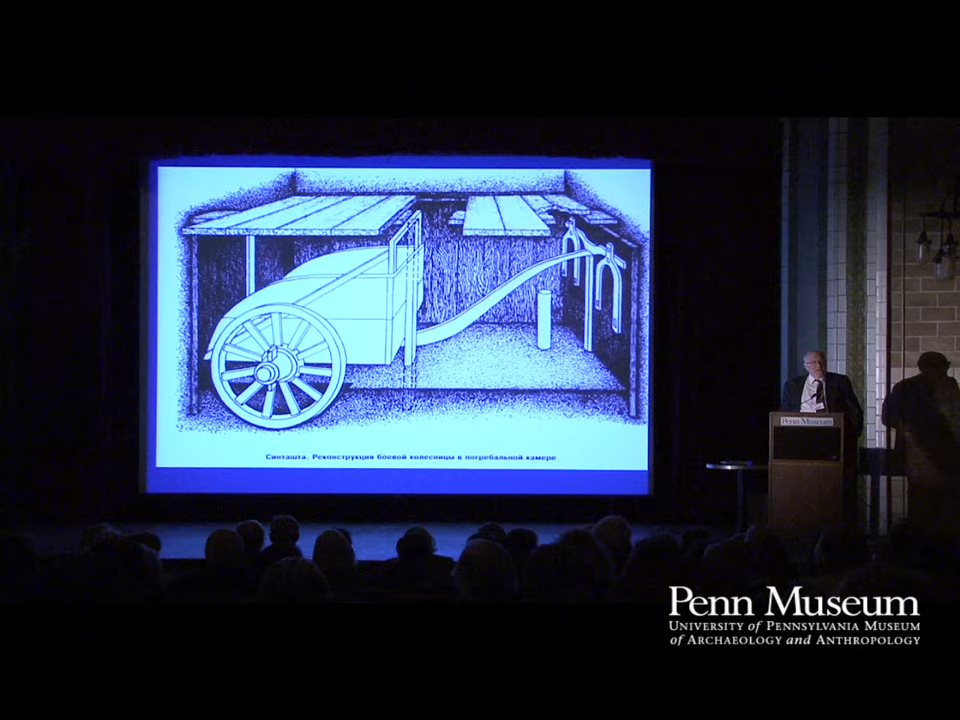 Синташта. Реконструкция боевой колесницы в погребальной камере
Penn Museum
Penn Museum
UNIVERSITY of PENNSYLVANIA MUSEUM
of ARCHAEOLOGY and ANTHROPOLOGY